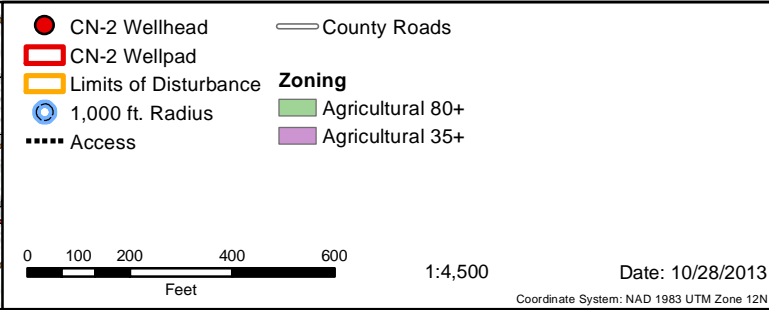 CN-2 Wellhead
CN-2 Wellpad
Limits of Disturbance
1,000 ft. Radius
Access
County Roads
Zoning
Agricultural 80+
Agricultural 35+
0 100 200 400 600
Feet
1:4,500
Date: 10/28/2013
Coordinate System: NAD 1983 UTM Zone 12N